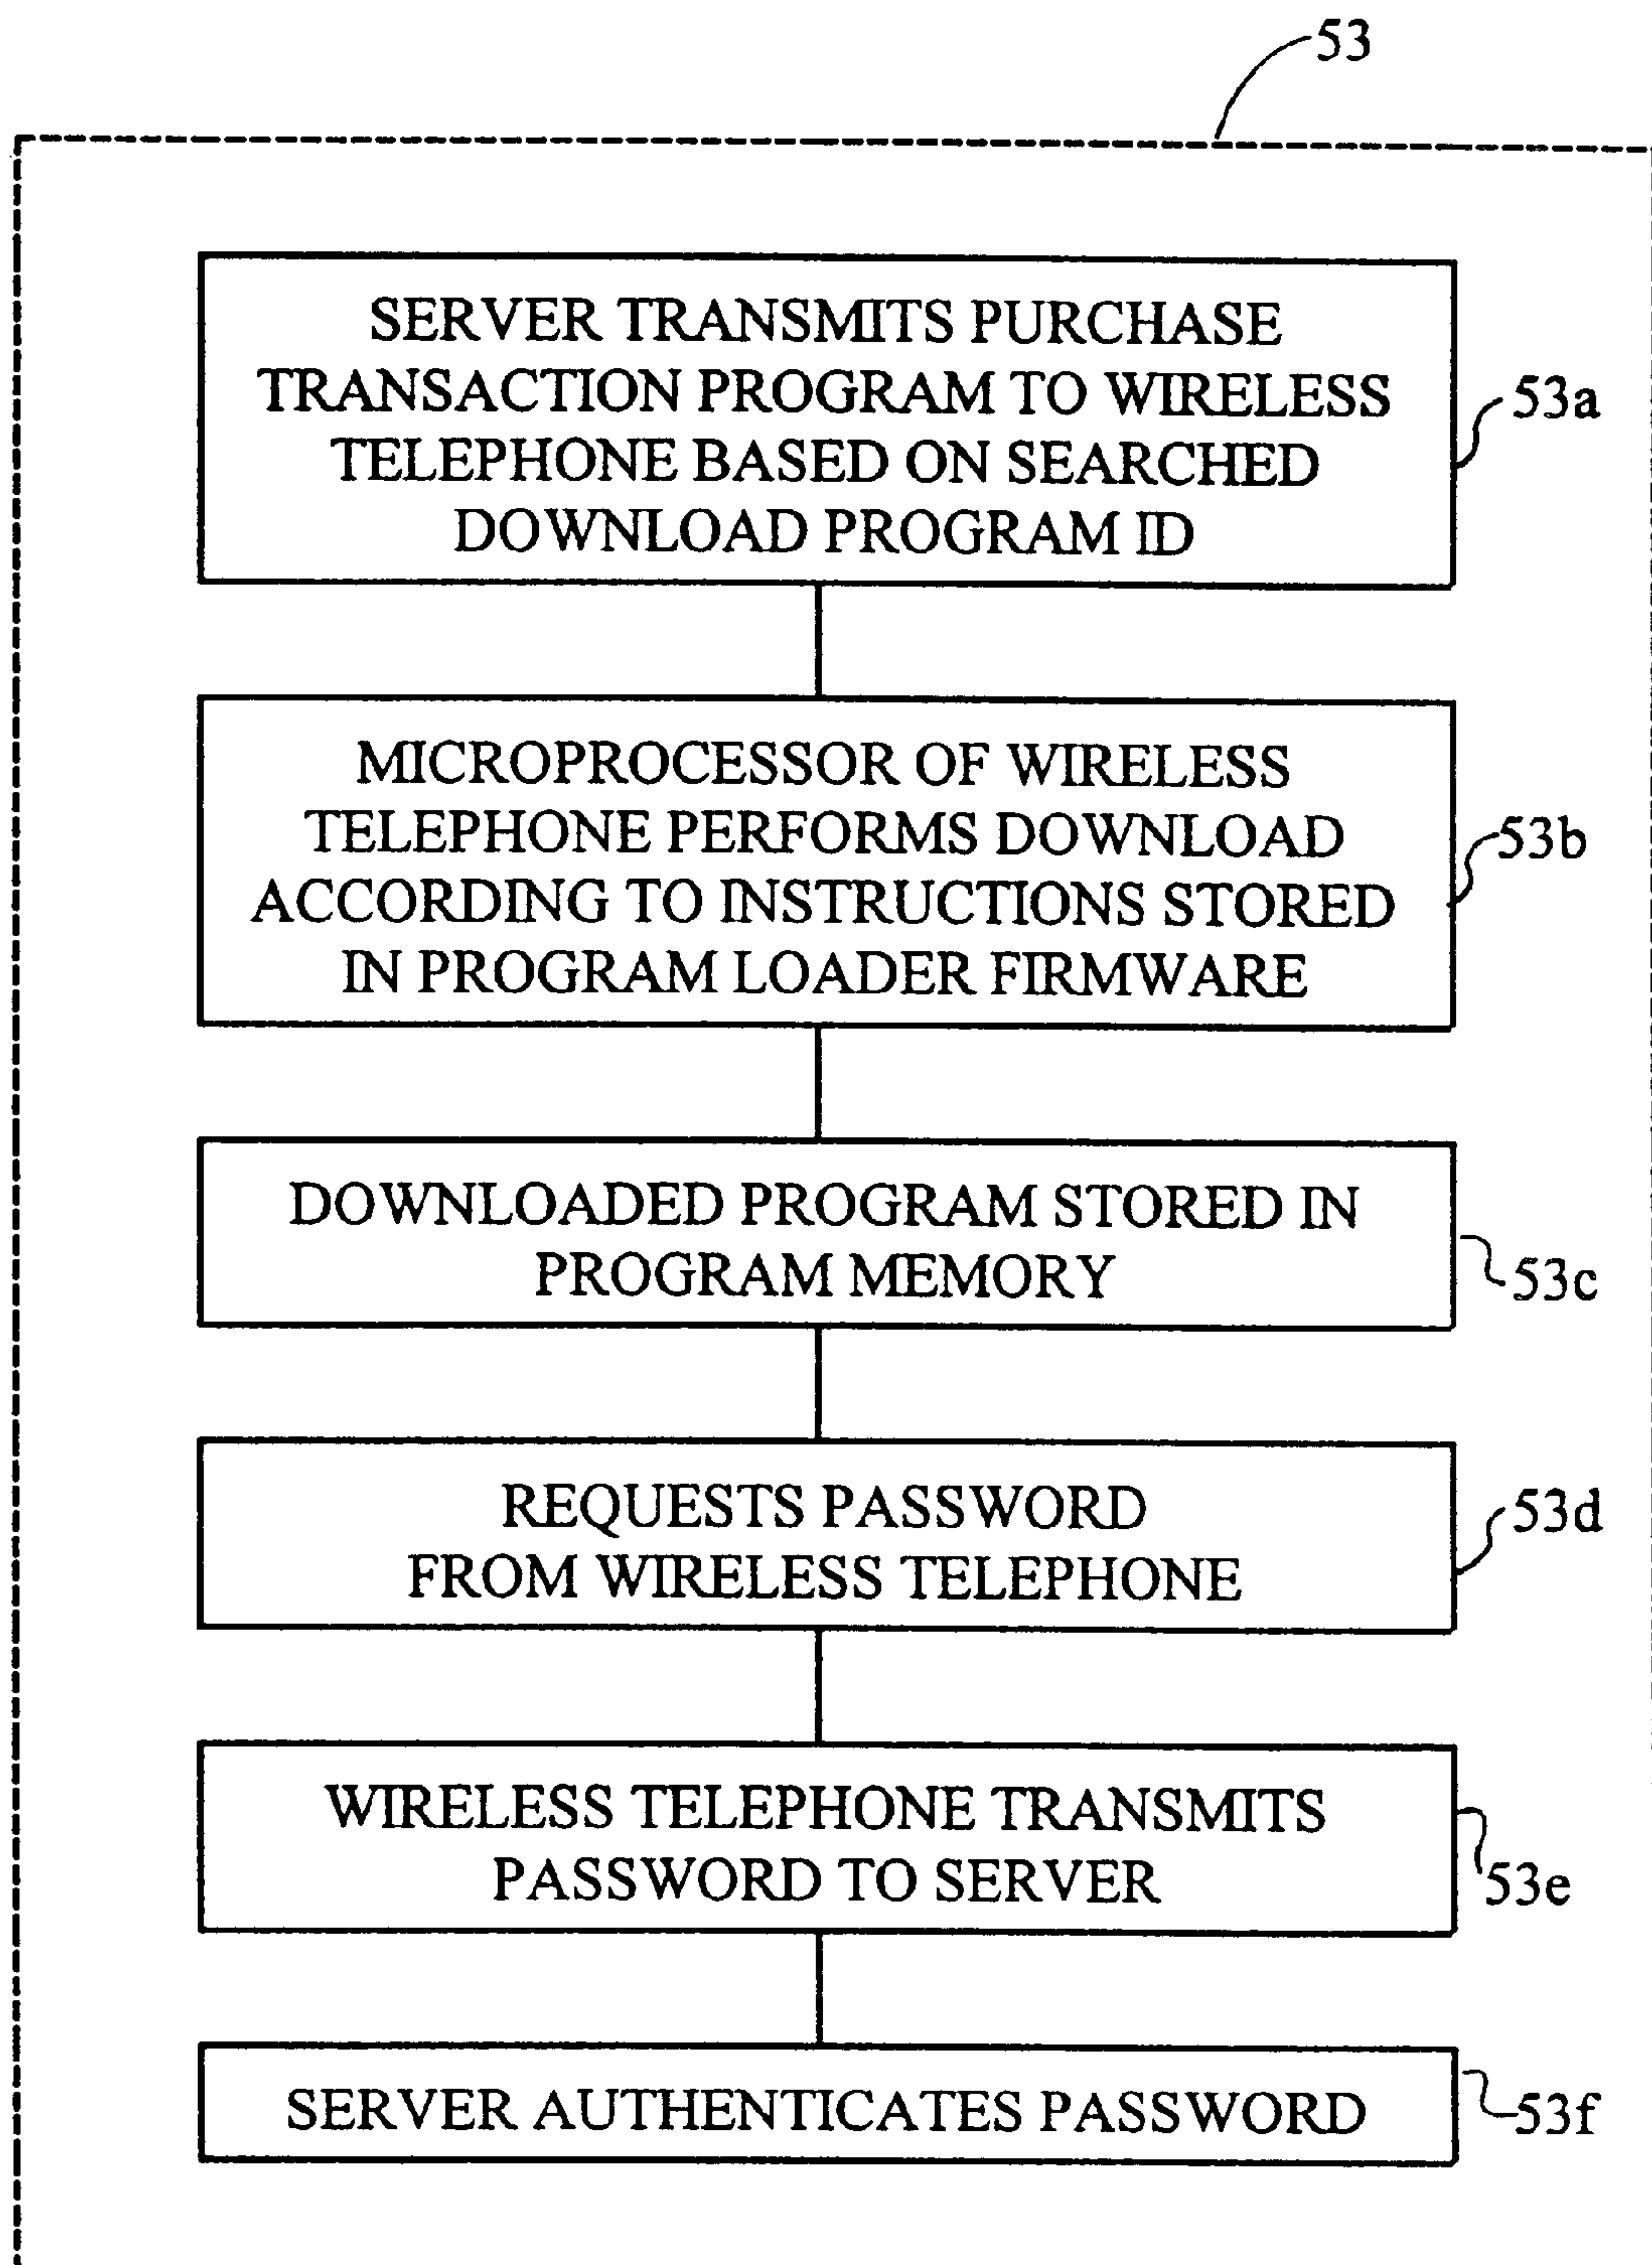 53
SERVER TRANSMITS PURCHASE
TRANSACTION PROGRAM TO WIRELESS
TELEPHONE BASED ON SEARCHED
DOWNLOAD PROGRAM ID
53a
MICROPROCESSOR OF WIRELESS
TELEPHONE PERFORMS DOWNLOAD
ACCORDING TO INSTRUCTIONS STORED
IN PROGRAM LOADER FIRMWARE
53b
DOWNLOADED PROGRAM STORED IN
PROGRAM MEMORY
53c
REQUESTS PASSWORD
FROM WIRELESS TELEPHONE
53d
WIRELESS TELEPHONE TRANSMITS
PASSWORD TO SERVER
53e
SERVER AUTHENTICATES PASSWORD
53f